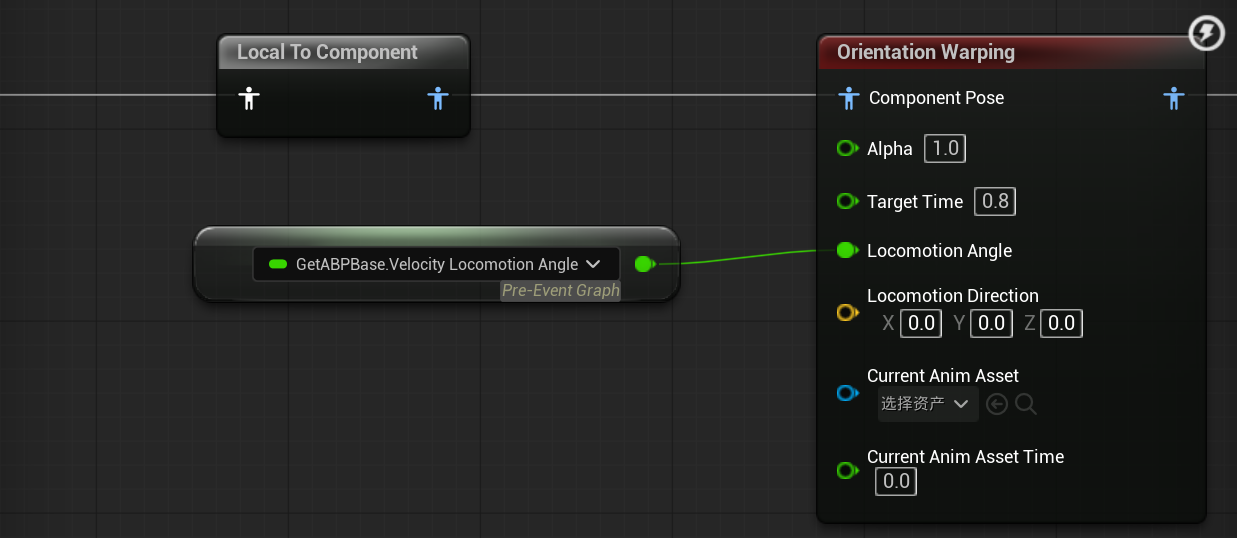 Local To Component
Orientation Warping
Component Pose
Alpha 1.0
Target Time 0.8
GetABPBase.Velocity Locomotion Angle
Pre-Event Graph
Locomotion Angle
Locomotion Direction
X 0.0 Y 0.0 Z 0.0
Current Anim Asset
选择资产
Current Anim Asset Time
0.0